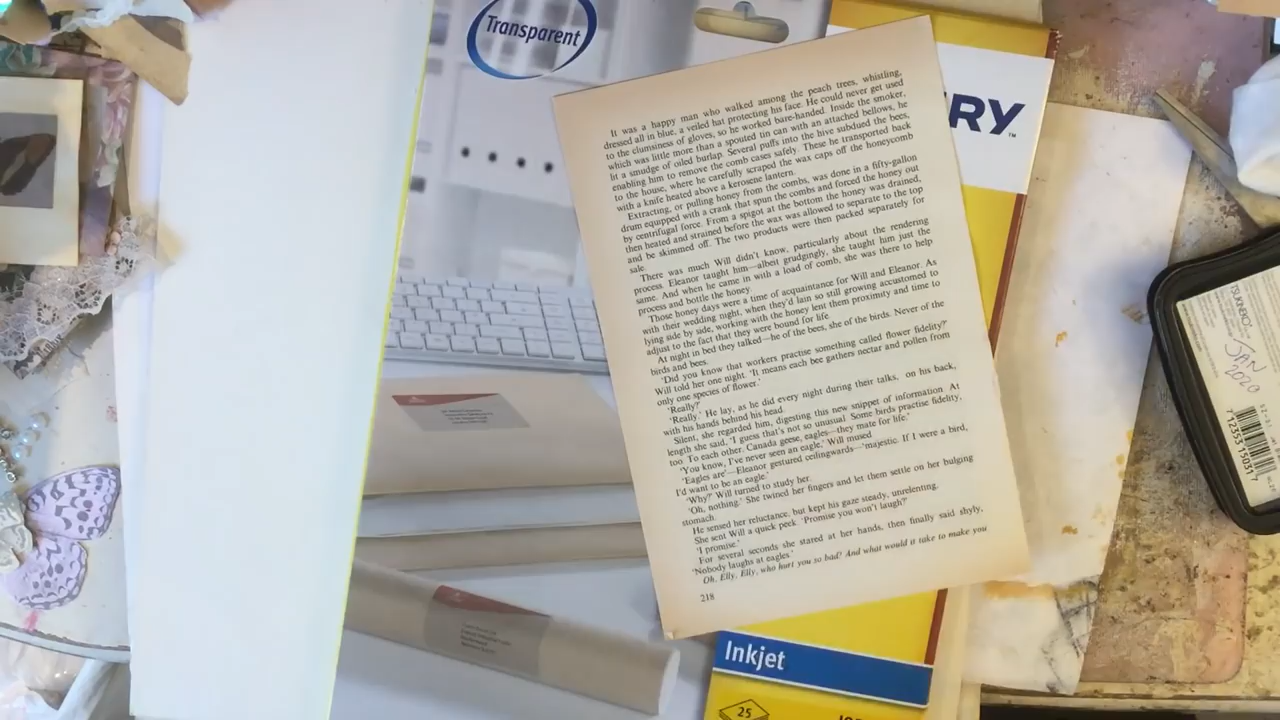 Transparent
RY™
It was a happy man who walked among the peach trees, whistling,
dressed all in blue, a veiled hat protecting his face. He could never get used
to the clumsiness of gloves, so he worked bare-handed. Inside the smoker,
which was little more than a spouted tin can with an attached bellows, he
lit a smudge of oiled burlap. Several puffs into the hive subdued the bees,
enabling him to remove the comb cases safely. These he transported back
to the house, where he carefully scraped the wax caps off the honeycomb
with a knife heated above a kerosene lantern.
Extracting, or pulling honey from the combs, was done in a fifty-gallon
drum equipped with a crank that spun the combs and forced the honey out
by centrifugal force. From a spigot at the bottom the honey was drained,
then heated and strained before the wax was allowed to separate to the top
and be skimmed off. The two products were then packed separately for
sale.
There was much Will didn't know, particularly about the rendering
process. Eleanor taught him—albeit grudgingly, she taught him just the
same. And when he came in with a load of comb, she was there to help
process and bottle the honey.
Those honey days were a time of acquaintance for Will and Eleanor. As
with their wedding night, when they'd lain so still growing accustomed to
lying side by side, working with the honey lent them proximity and time to
adjust to the fact that they were bound for life.
At night in bed they talked—he of the bees, she of the birds. Never of the
birds and bees.
'Did you know that workers practise something called flower fidelity?'
Will told her one night. 'It means each bee gathers nectar and pollen from
only one species of flower.'
'Really?'
'Really.' He lay, as he did every night during their talks, on his back,
with his hands behind his head.
Silent, she regarded him, digesting this new snippet of information. At
length she said, 'I guess that's not so unusual. Some birds practise fidelity,
too. To each other. Canada geese, eagles—they mate for life.'
'You know, I've never seen an eagle.' Will mused.
'Eagles are'—Eleanor gestured ceilingwards—'majestic. If I were a bird,
I'd want to be an eagle.'
'Why?' Will turned to study her.
'Oh, nothing.' She twined her fingers and let them settle on her bulging
stomach.
He sensed her reluctance, but kept his gaze steady, unrelenting.
She sent Will a quick peek. 'Promise you won't laugh?'
'I promise.'
For several seconds she stared at her hands, then finally said shyly,
'Nobody laughs at eagles.'
Oh, Elly, Elly, who hurt you so bad? And what would it take to make you
218
Inkjet
25
JAN
2020
712353 15031 7